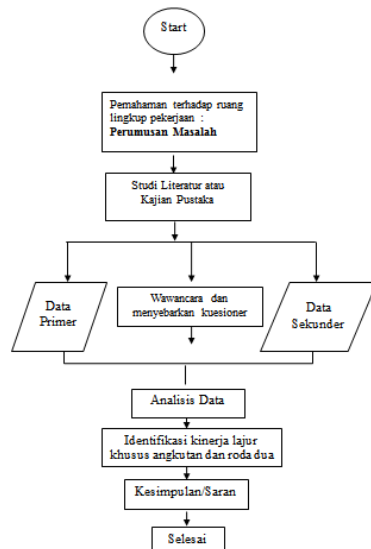 Start
Pemahaman terhadap ruang
lingkup pekerjaan :
Perumusan Masalah
Studi Literatur atau
Kajian Pustaka
Data
Primer
Wawancara dan
menyebarkan kuesioner
Data
Sekunder
Analisis Data
Identifikasi kinerja lajur
khusus angkutan dan roda dua
Kesimpulan/Saran
Selesai